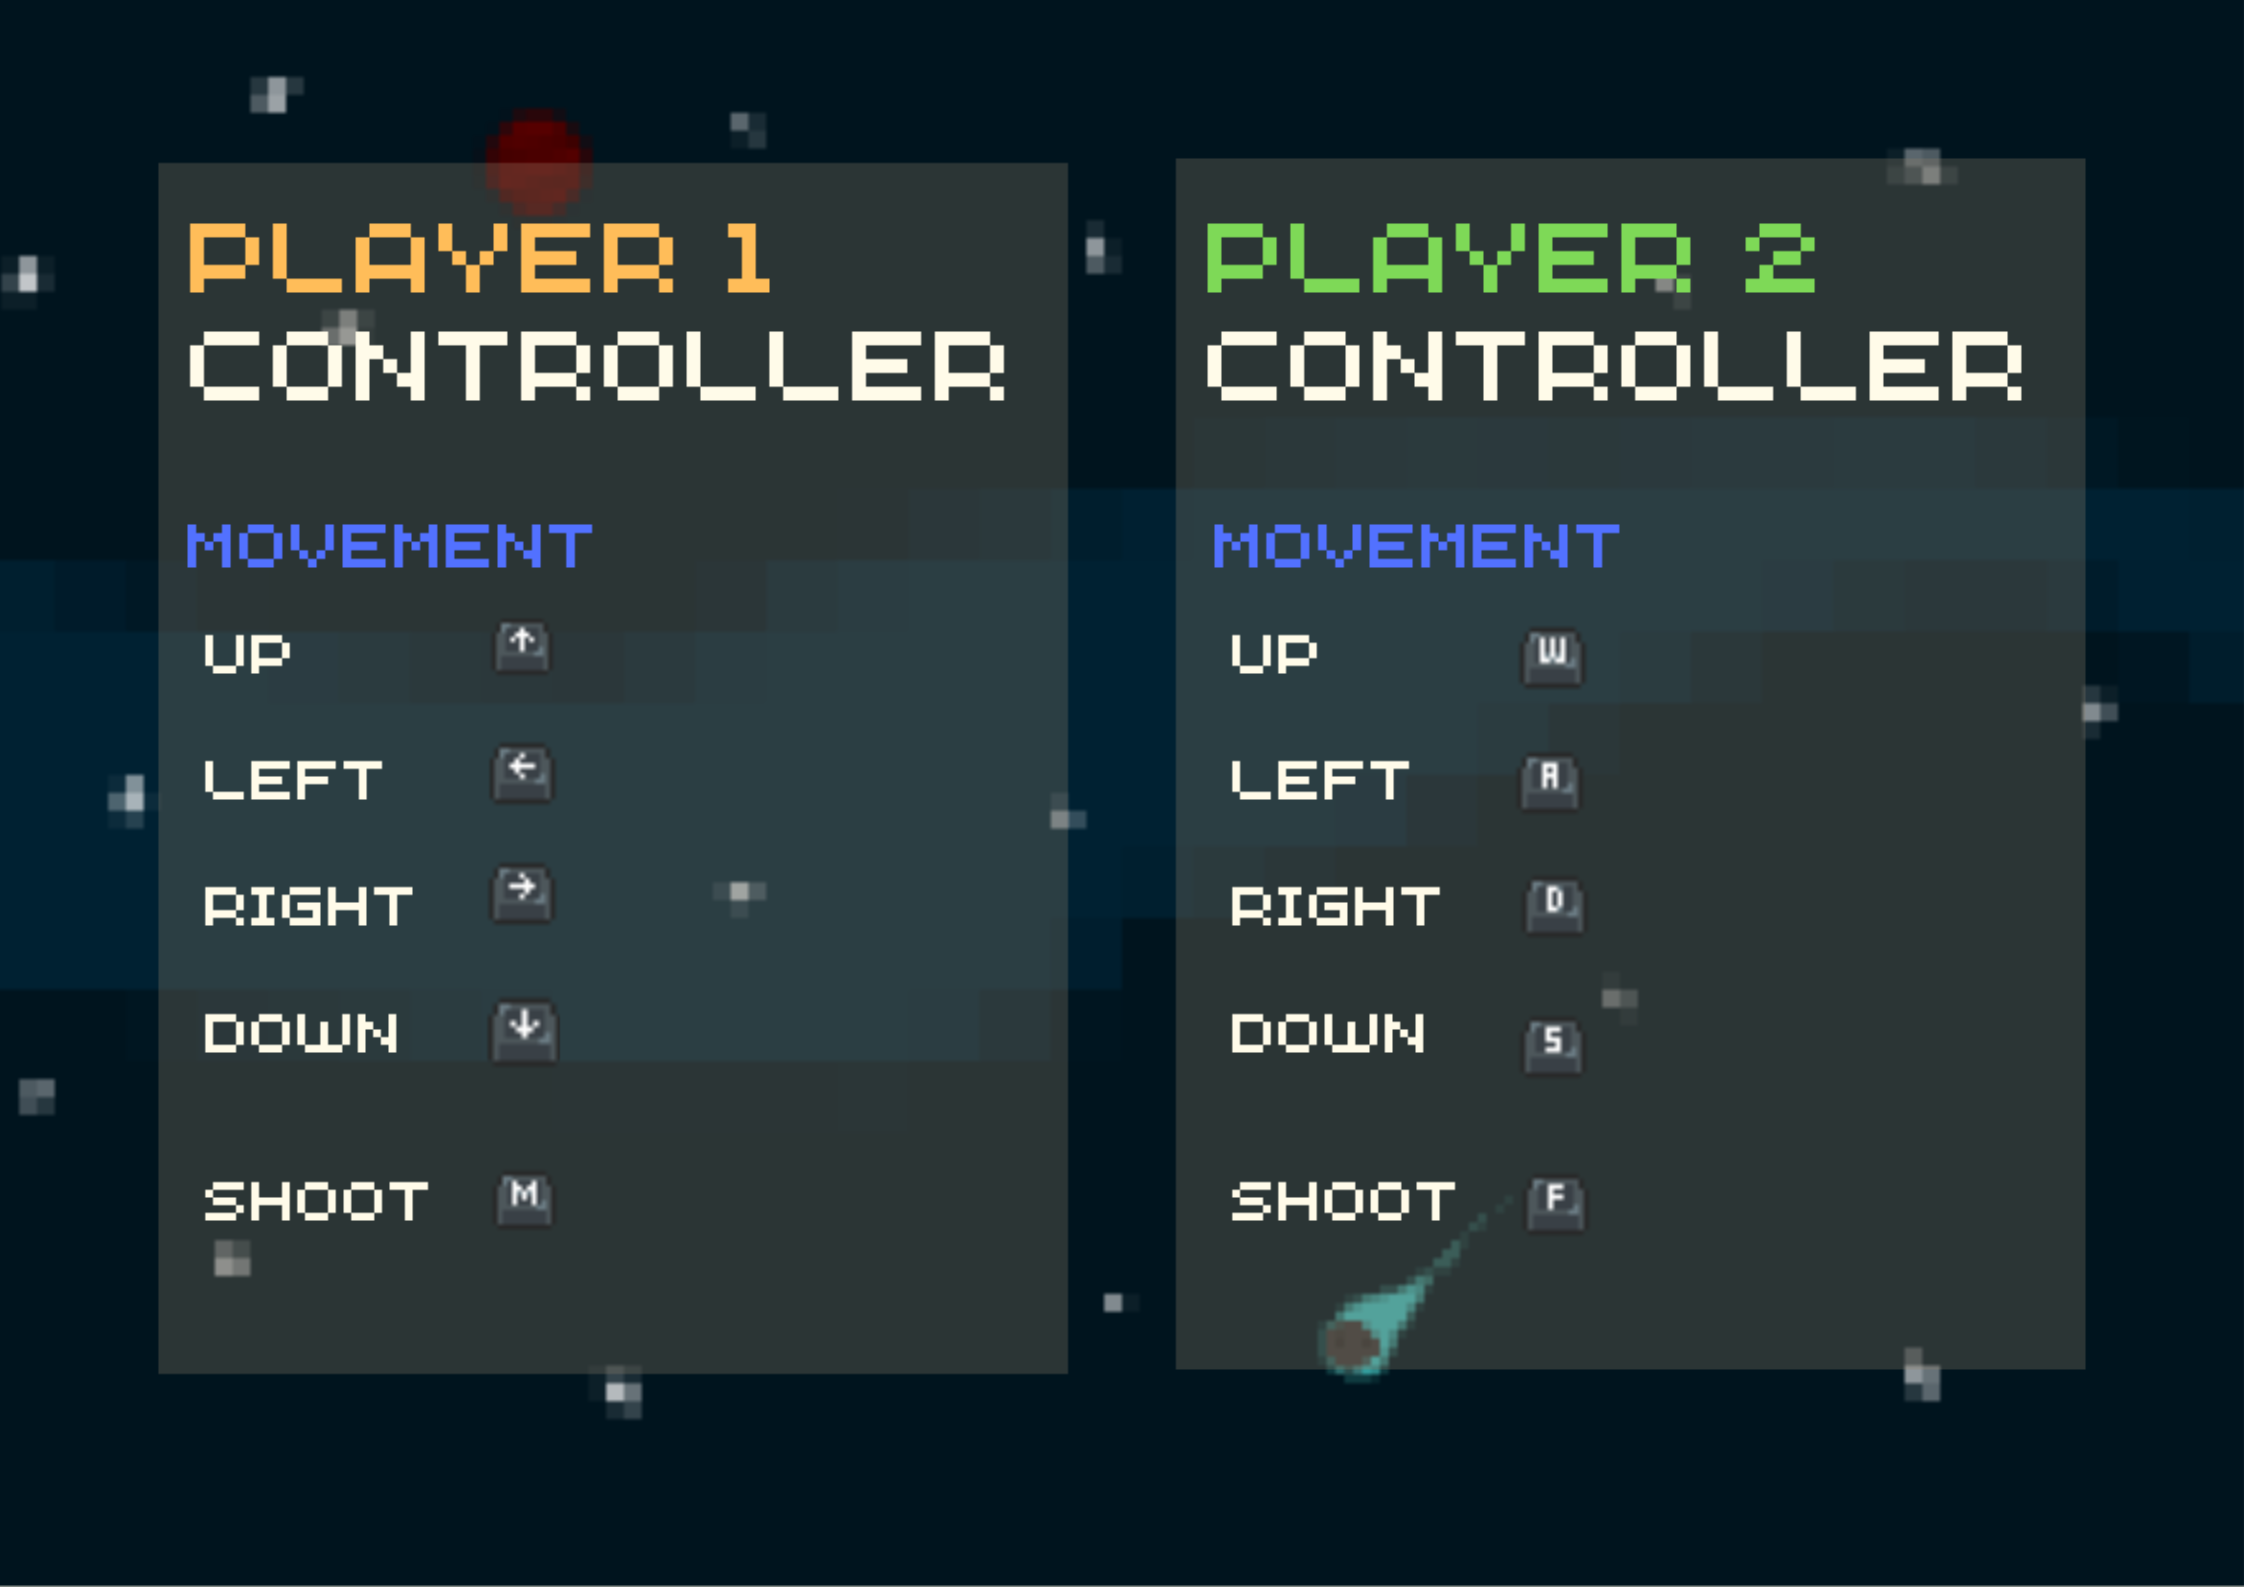 PLAYER 1
CONTROLLER
MOVEMENT
UP ↑
LEFT ←
RIGHT →
DOWN ↓
SHOOT M
PLAYER 2
CONTROLLER
MOVEMENT
UP W
LEFT A
RIGHT D
DOWN S
SHOOT F